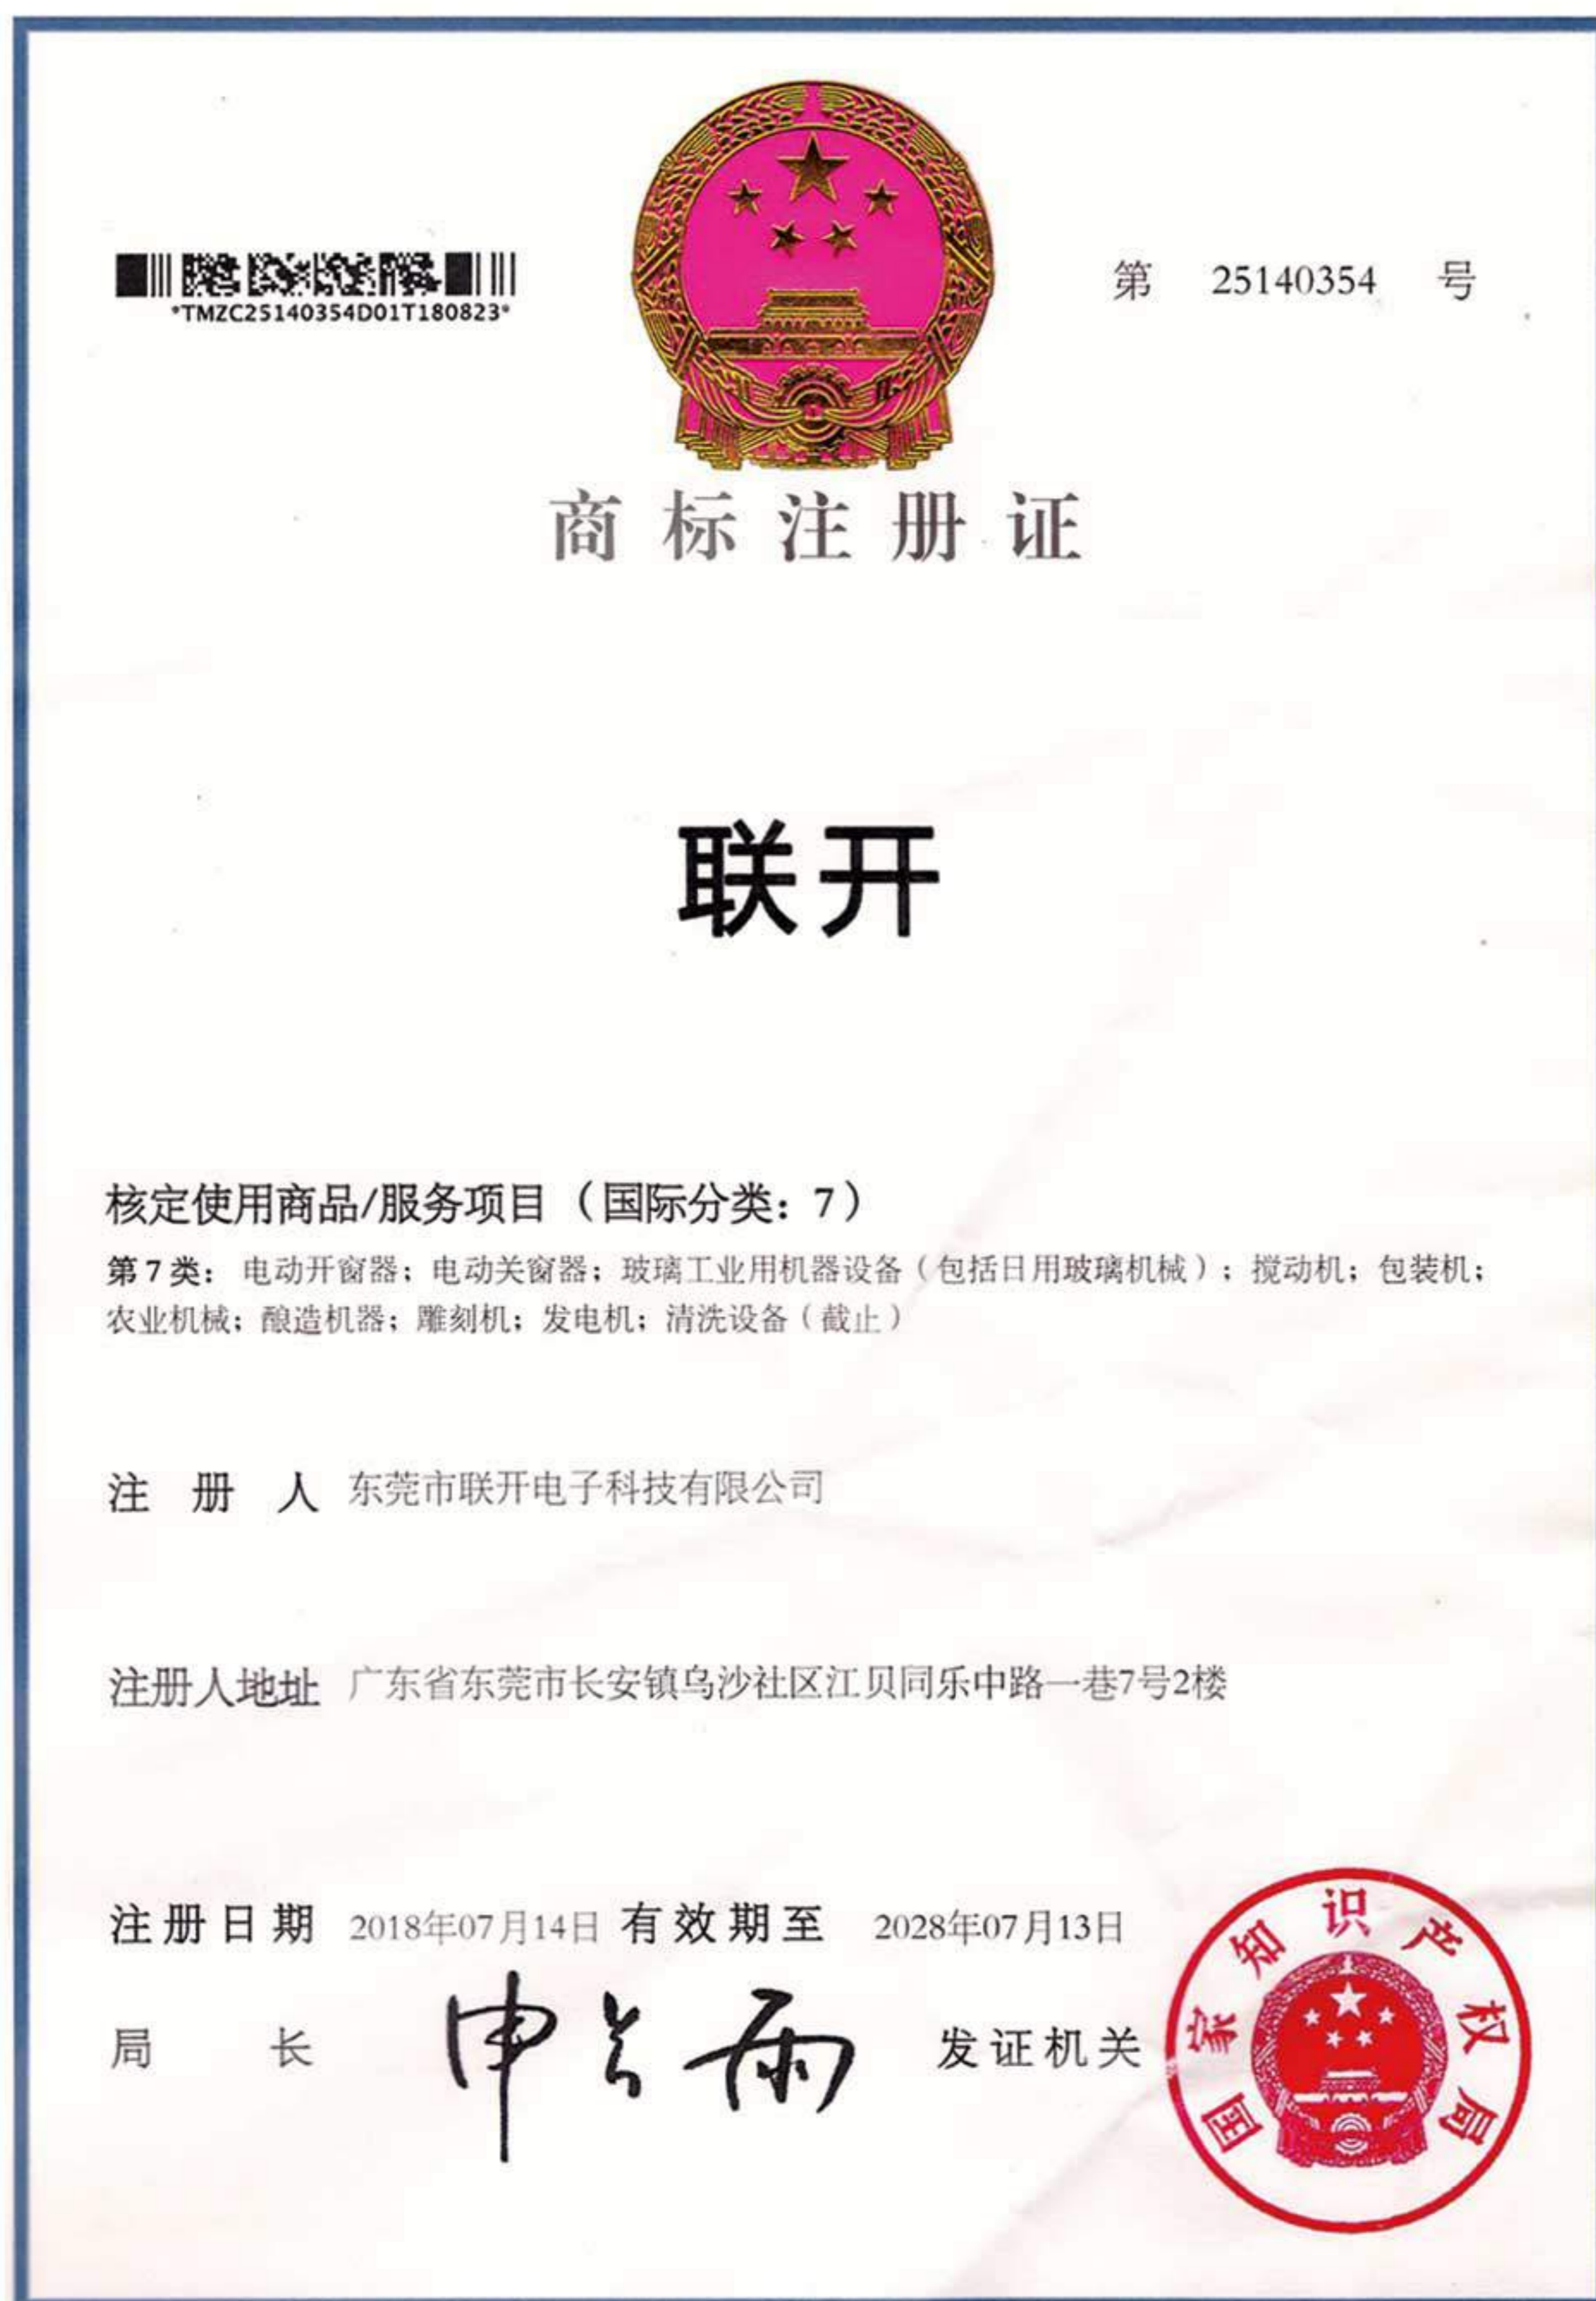 *TMZC25140354D01T180823*
第 25140354 号
商标注册证
联开
核定使用商品/服务项目（国际分类：7）
第7类：电动开窗器；电动关窗器；玻璃工业用机器设备（包括日用玻璃机械）；搅动机；包装机；
农业机械；酿造机器；雕刻机；发电机；清洗设备（截止）
注册人 东莞市联开电子科技有限公司
注册人地址 广东省东莞市长安镇乌沙社区江贝同乐中路一巷7号2楼
注册日期 2018年07月14日 有效期至 2028年07月13日
局长 申长雨 发证机关
国家知识产权局